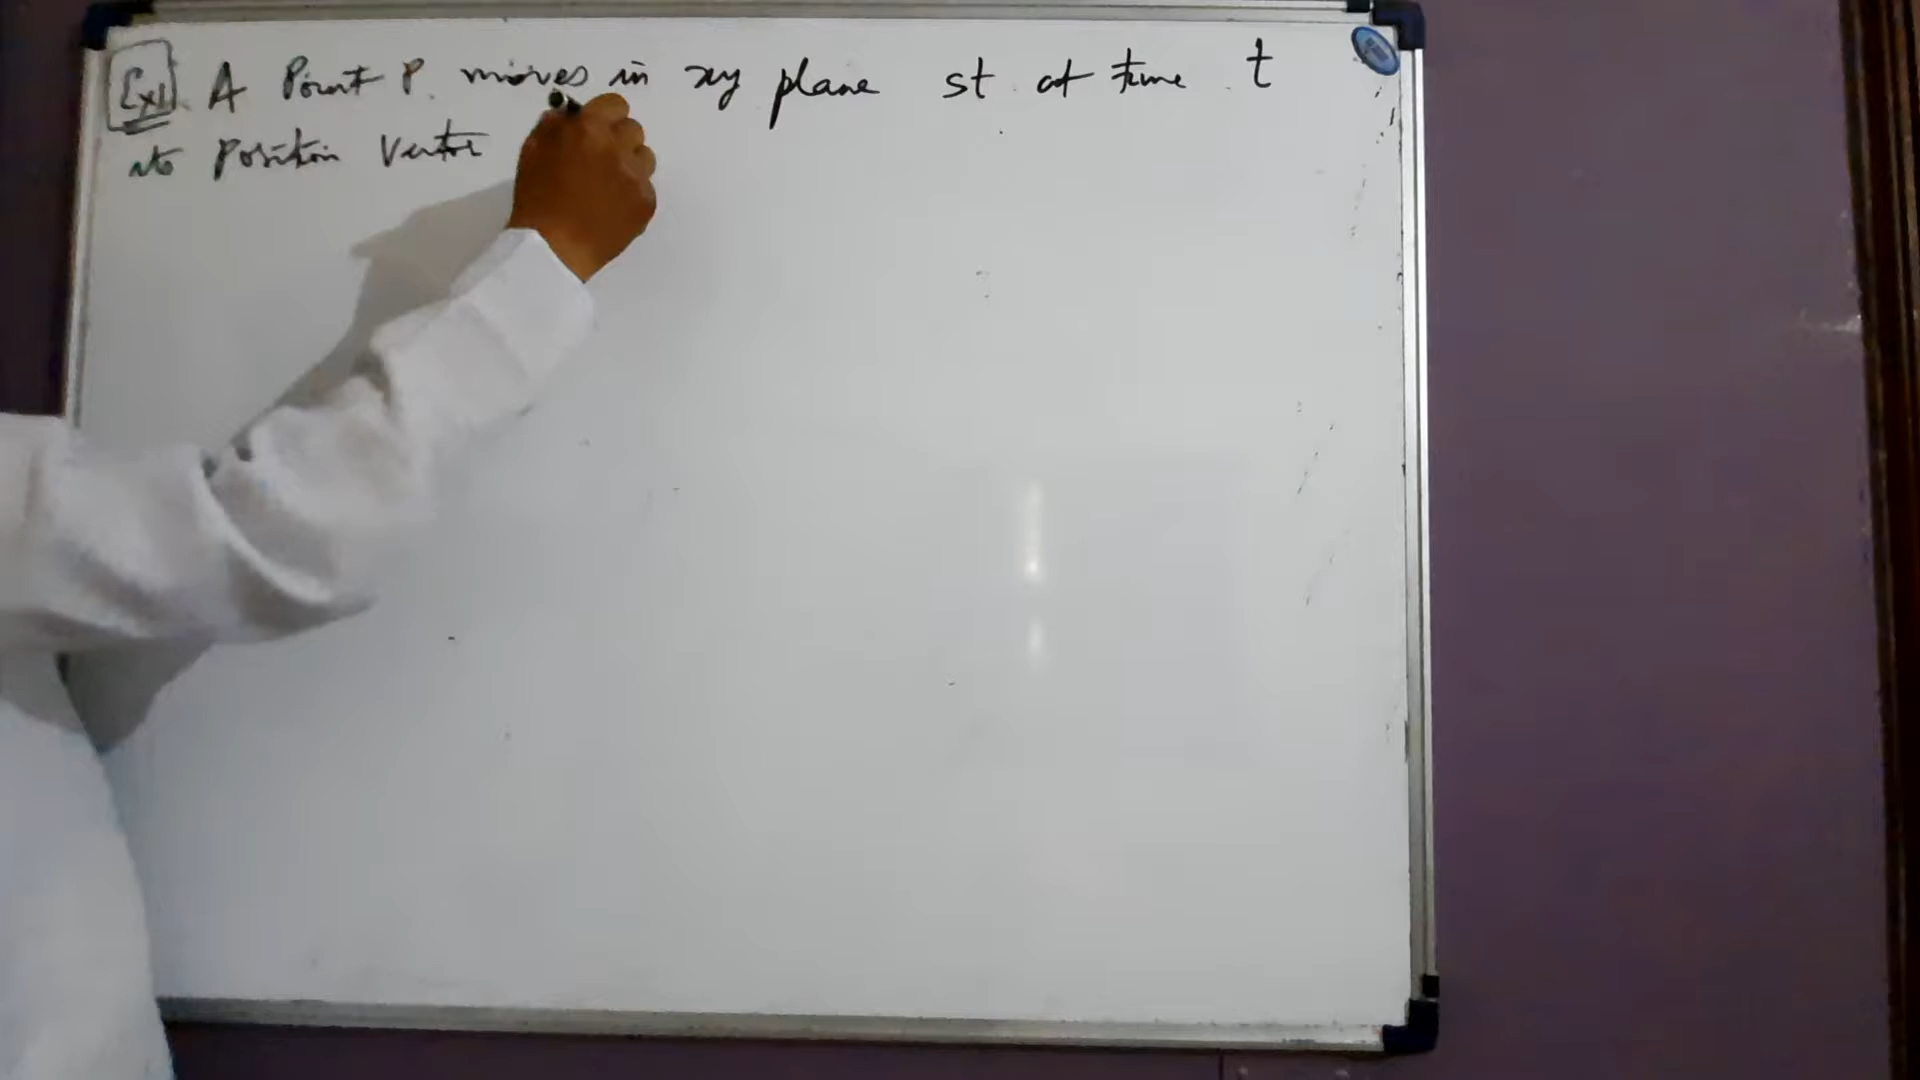 Ex1 A Point P. moves in xy plane st. at time t
its Position Vector